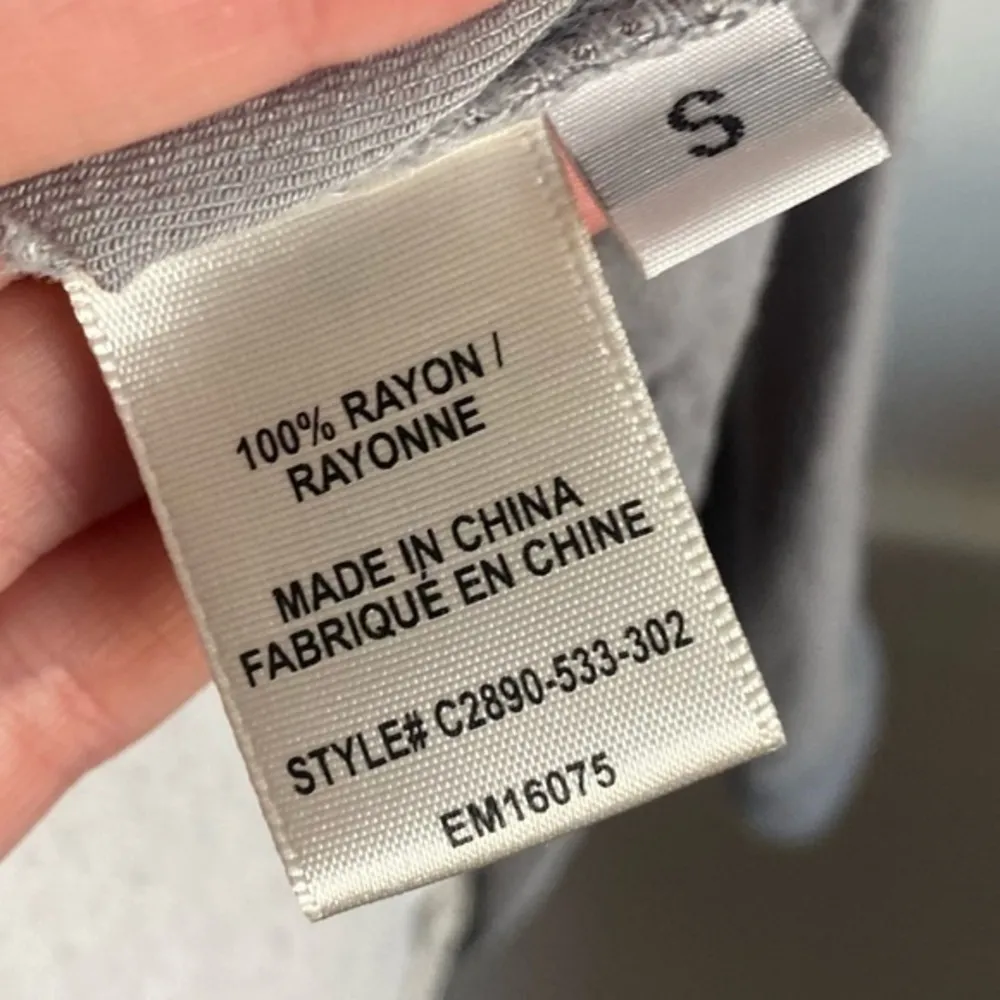 S
100% RAYON /
RAYONNE
MADE IN CHINA
FABRIQUÉ EN CHINE
STYLE# C2890-533-302
EM16075